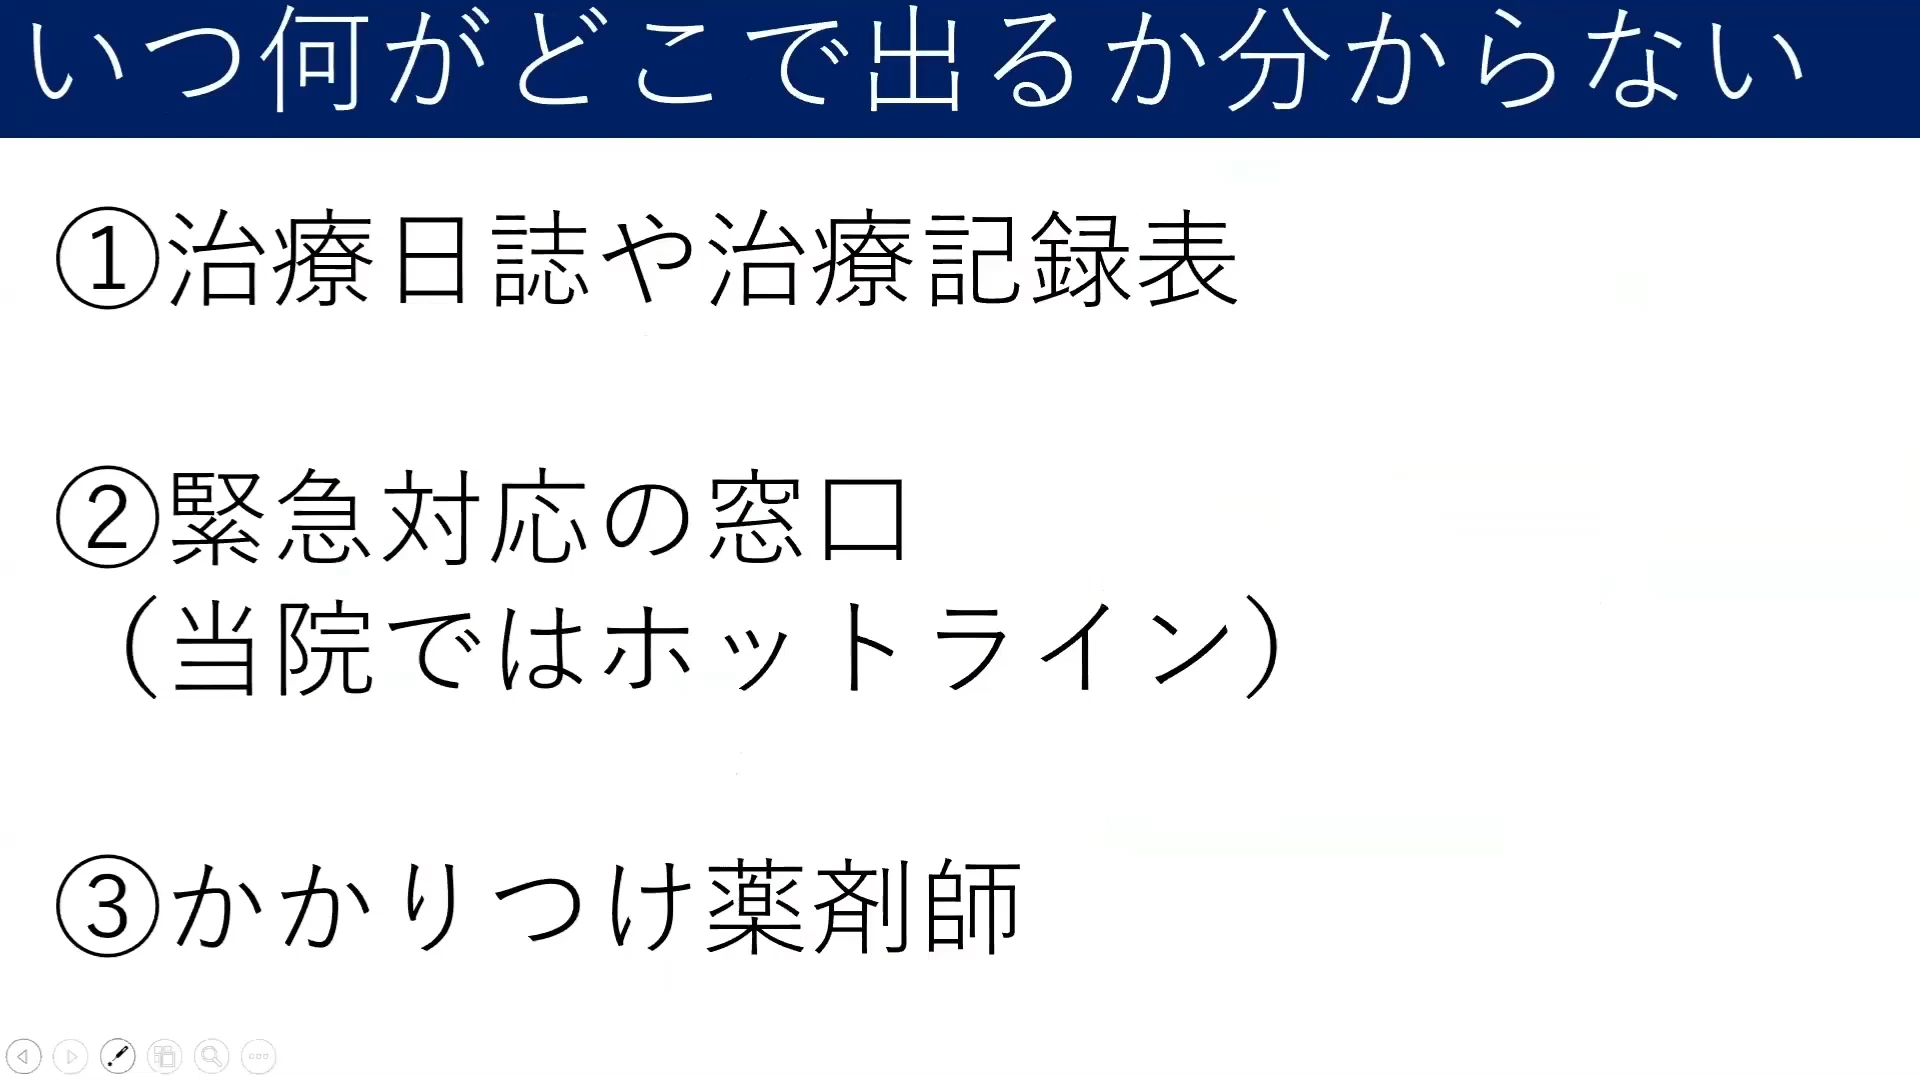 いつ何がどこで出るか分からない
①治療日誌や治療記録表
②緊急対応の窓口
（当院ではホットライン）
③かかりつけ薬剤師